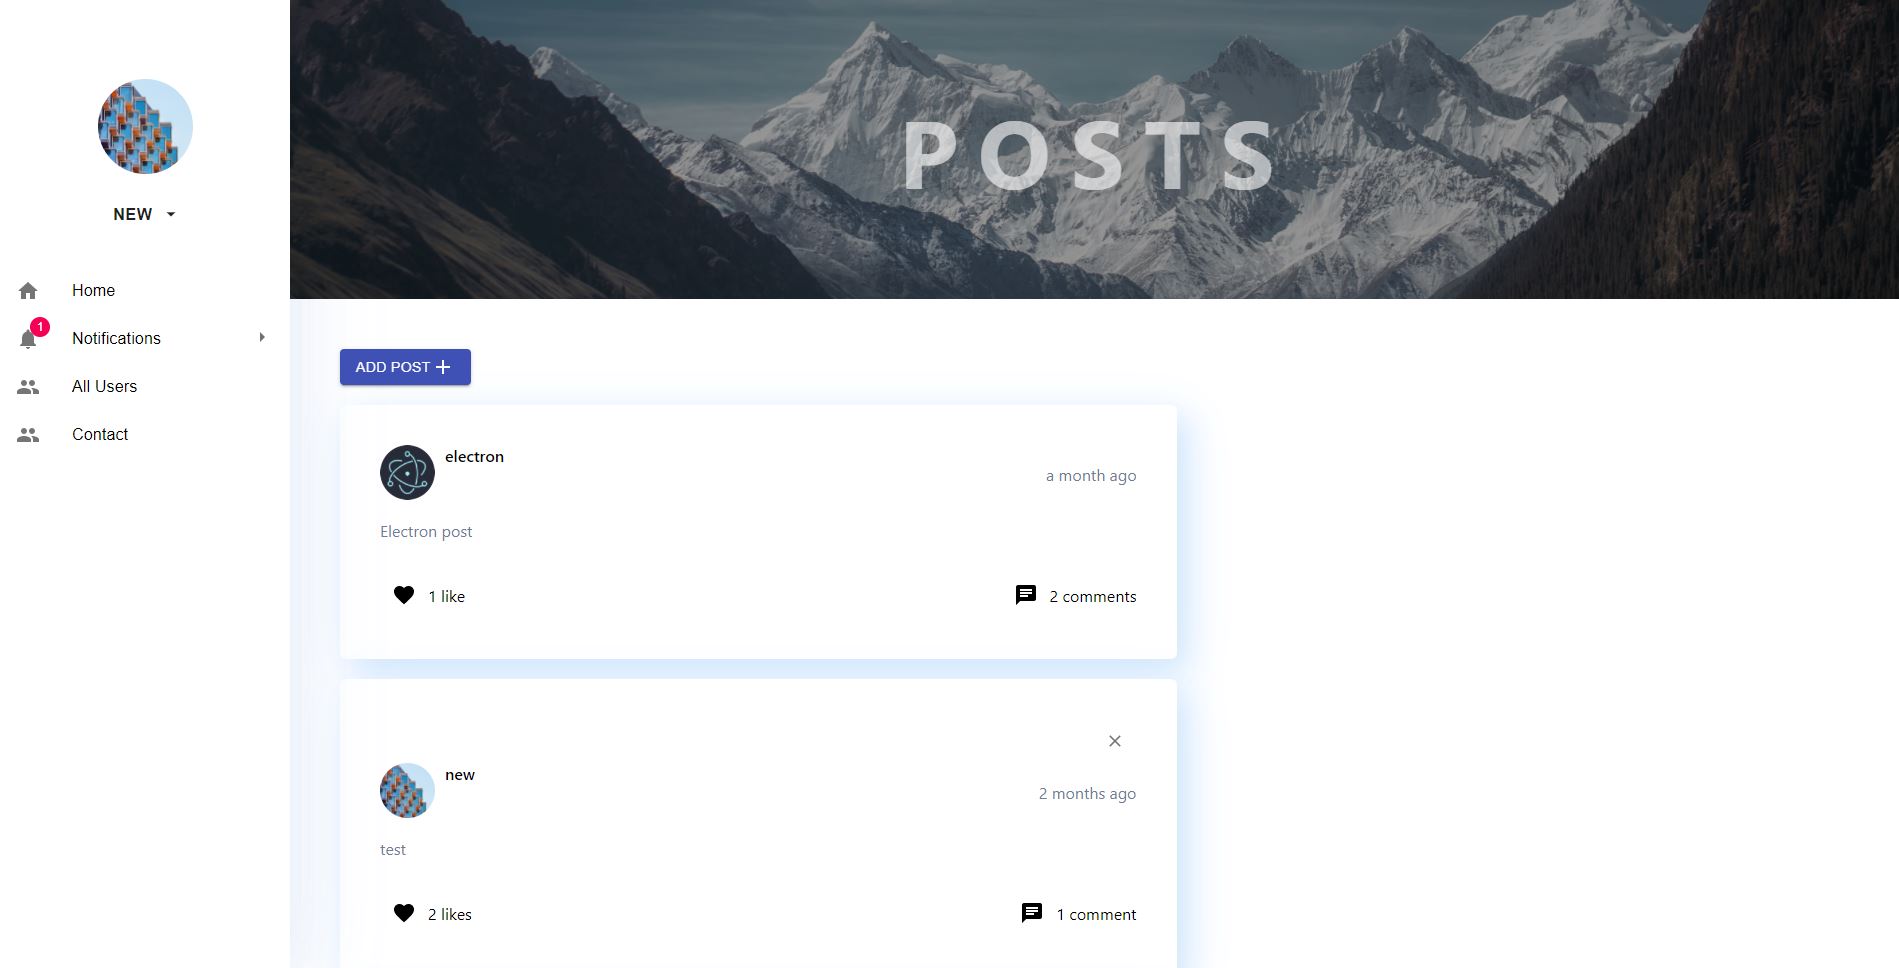 NEW
Home
1
Notifications
All Users
Contact
POSTS
ADD POST
electron
a month ago
Electron post
1 like
2 comments
new
2 months ago
test
2 likes
1 comment